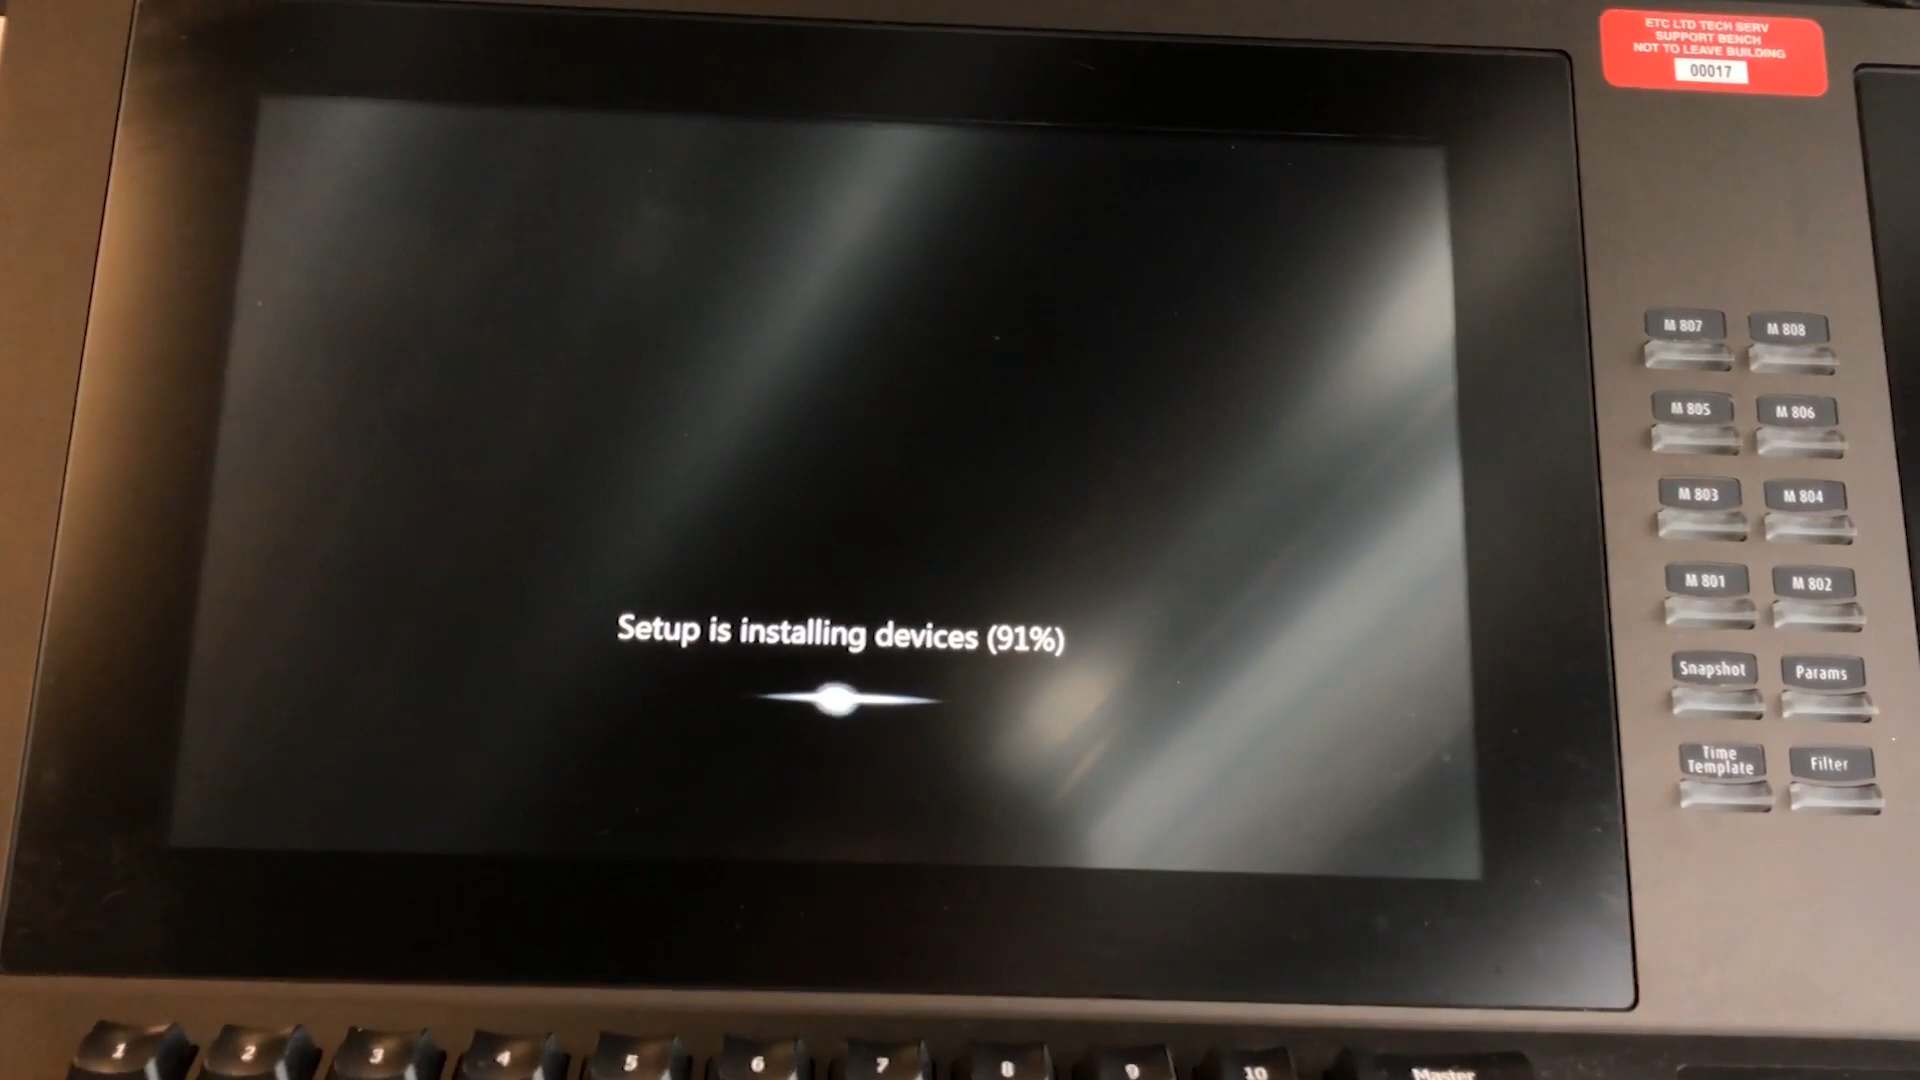 ETC LTD TECH SERV
SUPPORT BENCH
NOT TO LEAVE BUILDING
00017
Setup is installing devices (91%)
M 807 M 808
M 805 M 806
M 803 M 804
M 801 M 802
Snapshot Params
Time
Template
Filter
1 2 3 4 5 6 7 8 9 10 Master